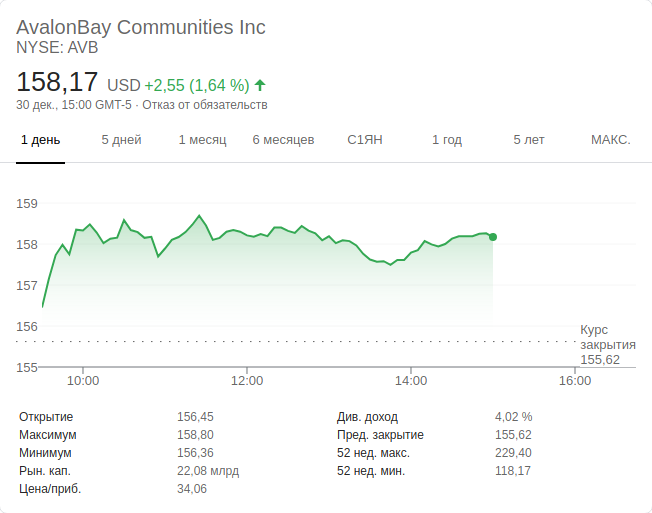 AvalonBay Communities Inc
NYSE: AVB
158,17 USD +2,55 (1,64 %)
30 дек., 15:00 GMT-5 · Отказ от обязательств
1 день 5 дней 1 месяц 6 месяцев С1ЯН 1 год 5 лет МАКС.
159
158
157
156
155
Курс
закрытия
155,62
10:00 12:00 14:00 16:00
Открытие 156,45
Максимум 158,80
Минимум 156,36
Рын. кап. 22,08 млрд
Цена/приб. 34,06
Див. доход 4,02 %
Пред. закрытие 155,62
52 нед. макс. 229,40
52 нед. мин. 118,17